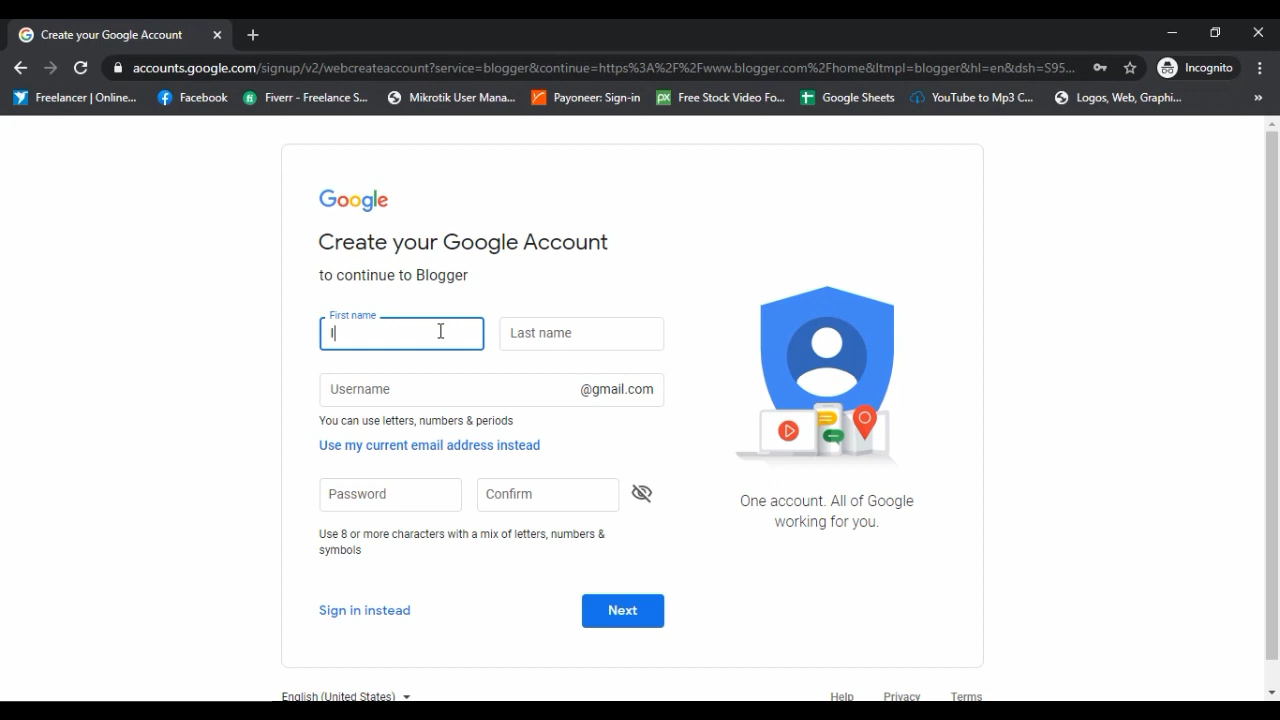 Create your Google Account
accounts.google.com/signup/v2/webcreateaccount?service=blogger&continue=https%3A%2F%2Fwww.blogger.com%2Fhome&ltmpl=blogger&hl=en&dsh=S95...
Incognito
Freelancer | Online...
Facebook
Fiverr - Freelance S...
Mikrotik User Mana...
Payoneer: Sign-in
Free Stock Video Fo...
Google Sheets
YouTube to Mp3 C...
Logos, Web, Graphi...
Google
Create your Google Account
to continue to Blogger
First name
I
Last name
Username
@gmail.com
You can use letters, numbers & periods
Use my current email address instead
Password
Confirm
Use 8 or more characters with a mix of letters, numbers &
symbols
Sign in instead
Next
One account. All of Google
working for you.
English (United States)
Help
Privacy
Terms